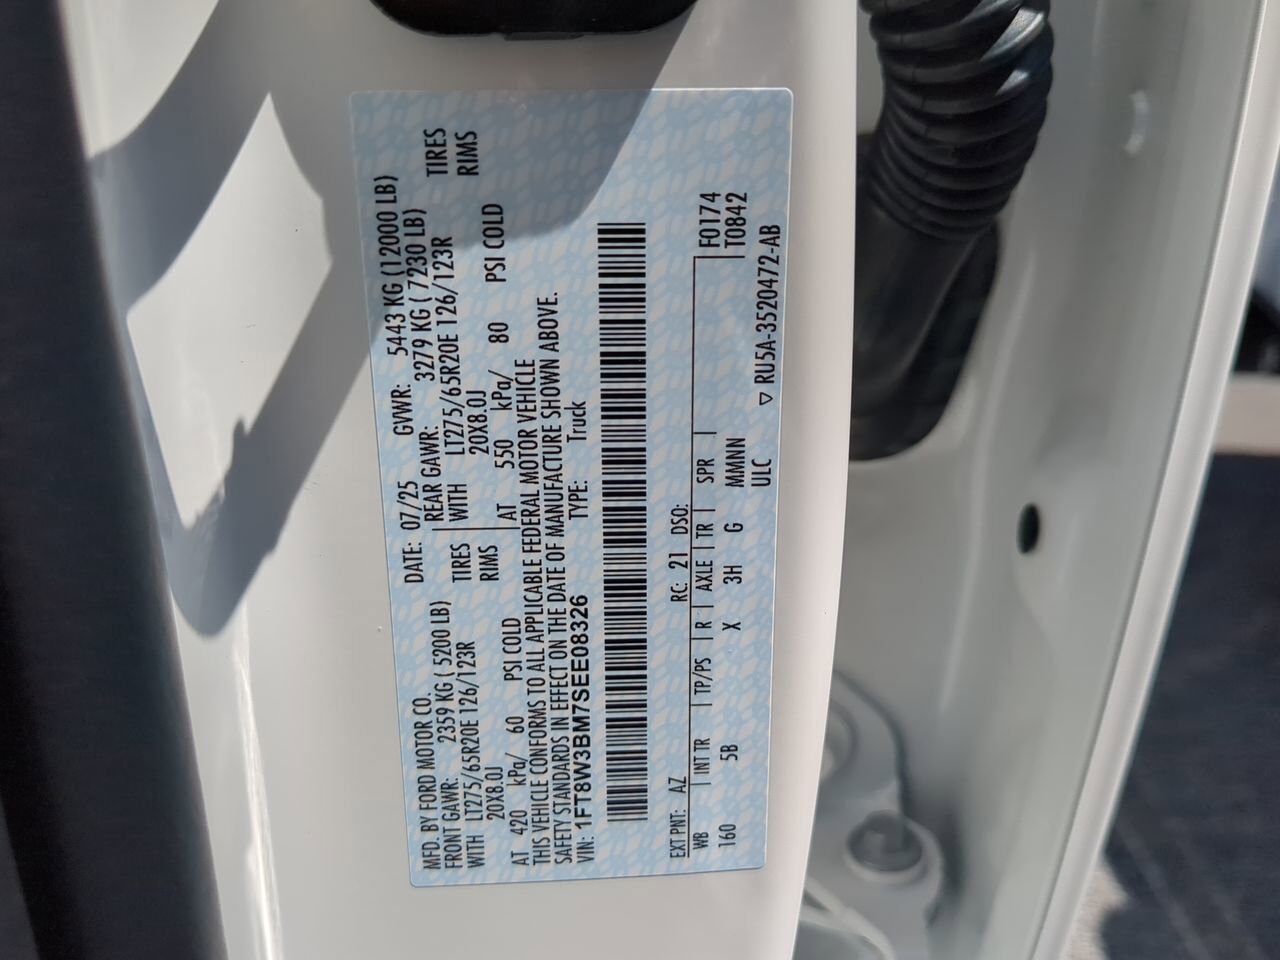 MFD. BY FORD MOTOR CO.
DATE: 07/25 GVWR: 5443 KG (12000 LB)
FRONT GAWR: 2359 KG ( 5200 LB)
REAR GAWR: 3279 KG ( 7230 LB)
WITH LT275/65R20E 126/123R TIRES
WITH LT275/65R20E 126/123R TIRES
20X8.0J RIMS
20X8.0J RIMS
AT 420 kPa/ 60 PSI COLD
AT 550 kPa/ 80 PSI COLD
THIS VEHICLE CONFORMS TO ALL APPLICABLE FEDERAL MOTOR VEHICLE
SAFETY STANDARDS IN EFFECT ON THE DATE OF MANUFACTURE SHOWN ABOVE.
VIN: 1FT8W3BM7SEE08326 TYPE: Truck
EXT PNT: AZ RC: 21 DSO:
WB INT TR TP/PS R AXLE TR SPR F0174
160 5B X 3H G MMNN T0842
ULC
▽ RU5A-3520472-AB